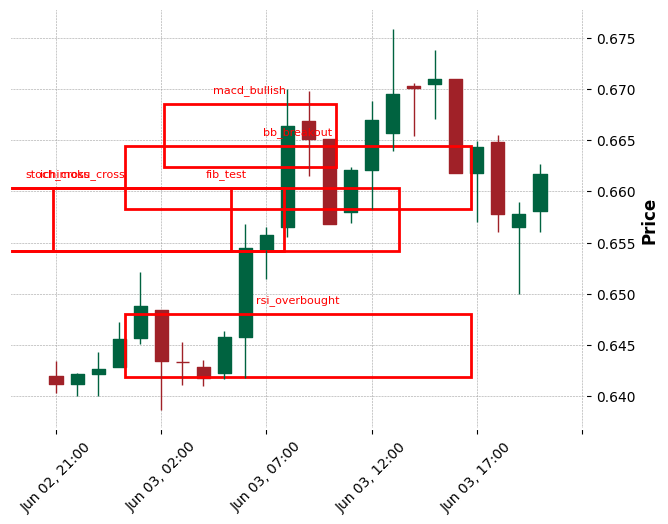 macd_bullish
bb_breakout
stoch_cross
ichimoku_cross
fib_test
rsi_overbought
0.675
0.670
0.665
0.660
0.655
0.650
0.645
0.640
Price
Jun 02, 21:00
Jun 03, 02:00
Jun 03, 07:00
Jun 03, 12:00
Jun 03, 17:00